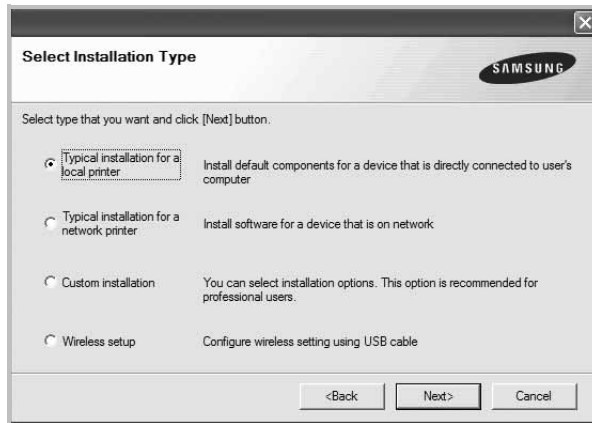 Select Installation Type
SAMSUNG
Select type that you want and click [Next] button.
Typical installation for a
local printer
Install default components for a device that is directly connected to user's
computer
Typical installation for a
network printer
Install software for a device that is on network
Custom installation
You can select installation options. This option is recommended for
professional users.
Wireless setup
Configure wireless setting using USB cable
<Back
Next>
Cancel